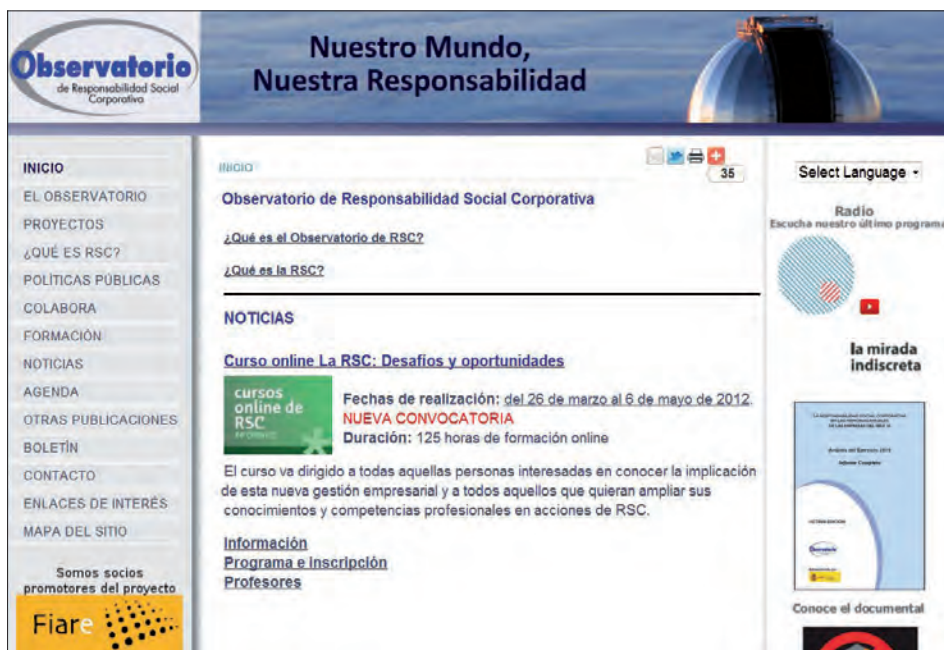 Observatorio
de Responsabilidad Social
Corporativa
Nuestro Mundo,
Nuestra Responsabilidad
INICIO
EL OBSERVATORIO
PROYECTOS
¿QUÉ ES RSC?
POLÍTICAS PÚBLICAS
COLABORA
FORMACIÓN
NOTICIAS
AGENDA
OTRAS PUBLICACIONES
BOLETÍN
CONTACTO
ENLACES DE INTERÉS
MAPA DEL SITIO
Somos socios
promotores del proyecto
Fiare
INICIO
35
Observatorio de Responsabilidad Social Corporativa
¿Qué es el Observatorio de RSC?
¿Qué es la RSC?
NOTICIAS
Curso online La RSC: Desafíos y oportunidades
cursos
online de
RSC
Fechas de realización: del 26 de marzo al 6 de mayo de 2012.
NUEVA CONVOCATORIA
Duración: 125 horas de formación online
El curso va dirigido a todas aquellas personas interesadas en conocer la implicación
de esta nueva gestión empresarial y a todos aquellos que quieran ampliar sus
conocimientos y competencias profesionales en acciones de RSC.
Información
Programa e inscripción
Profesores
Select Language
Radio
Escucha nuestro último programa
la mirada
indiscreta
Observatorio
Conoce el documental